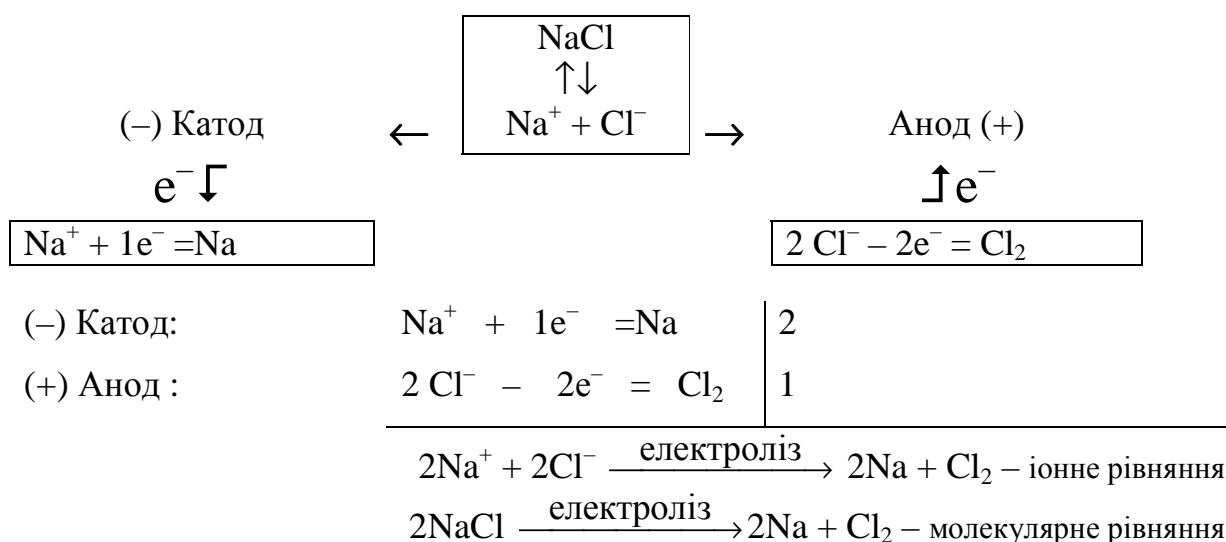 NaCl
↑↓
(–) Катод ← Na⁺ + Cl⁻ → Анод (+)
e⁻ e⁻
Na⁺ + 1e⁻ =Na 2 Cl⁻ – 2e⁻ = Cl₂
(–) Катод: Na⁺ + 1e⁻ =Na 2
(+) Анод : 2 Cl⁻ – 2e⁻ = Cl₂ 1
електроліз
2Na⁺ + 2Cl⁻ → 2Na + Cl₂ – іонне рівняння
електроліз
2NaCl → 2Na + Cl₂ – молекулярне рівняння